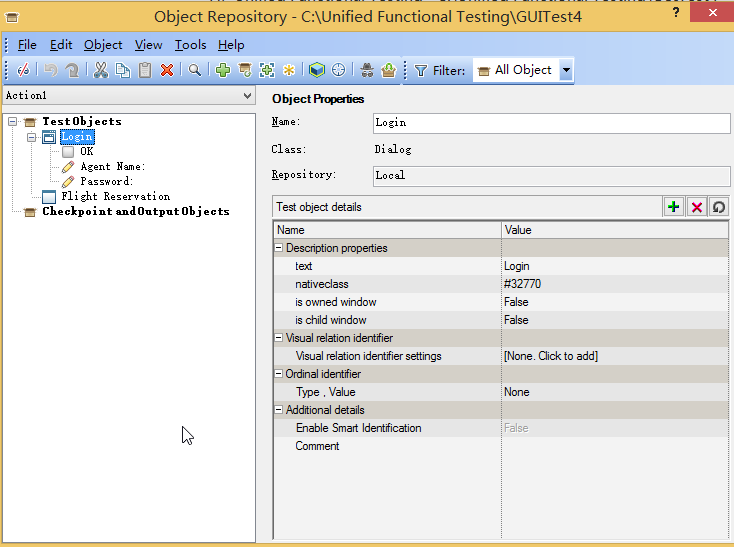 Object Repository - C:\Unified Functional Testing\GUITest4
? ×
File Edit Object View Tools Help
Filter: All Object
Action1
Test Objects
Login
OK
Agent Name:
Password:
Flight Reservation
Checkpoint and Output Objects
Object Properties
Name: Login
Class: Dialog
Repository: Local
Test object details
Name Value
Description properties
text Login
nativeclass #32770
is owned window False
is child window False
Visual relation identifier
Visual relation identifier settings [None. Click to add]
Ordinal identifier
Type , Value None
Additional details
Enable Smart Identification False
Comment